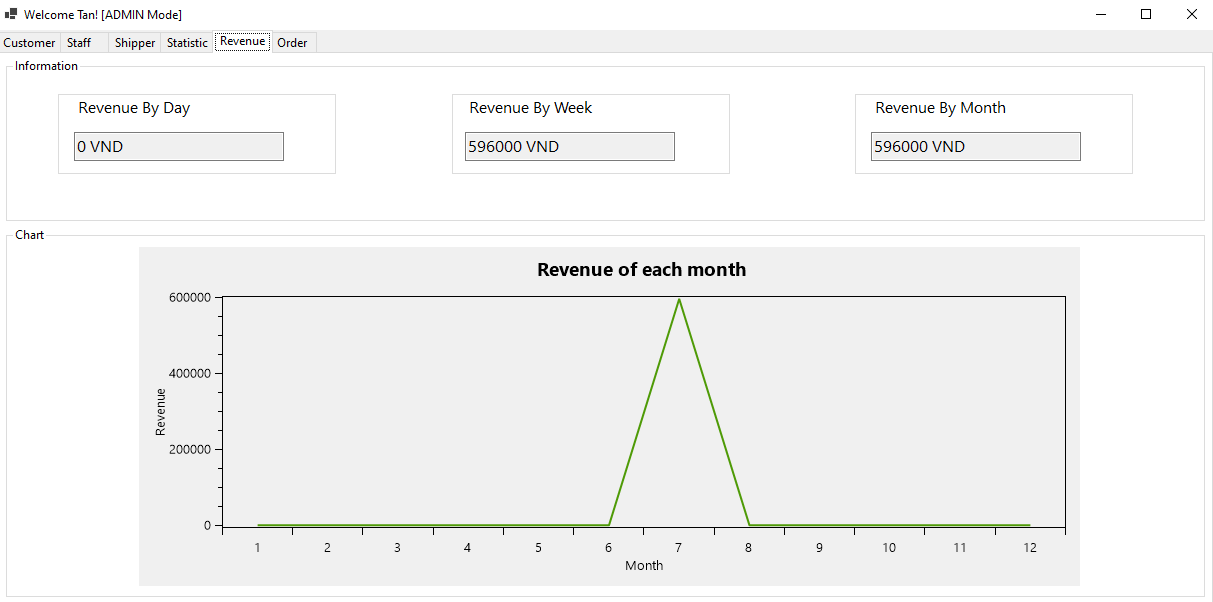 Welcome Tan! [ADMIN Mode]
Customer Staff Shipper Statistic Revenue Order
Information
Revenue By Day
0 VND
Revenue By Week
596000 VND
Revenue By Month
596000 VND
Chart
Revenue of each month
600000
400000
200000
0
Revenue
1 2 3 4 5 6 7 8 9 10 11 12
Month